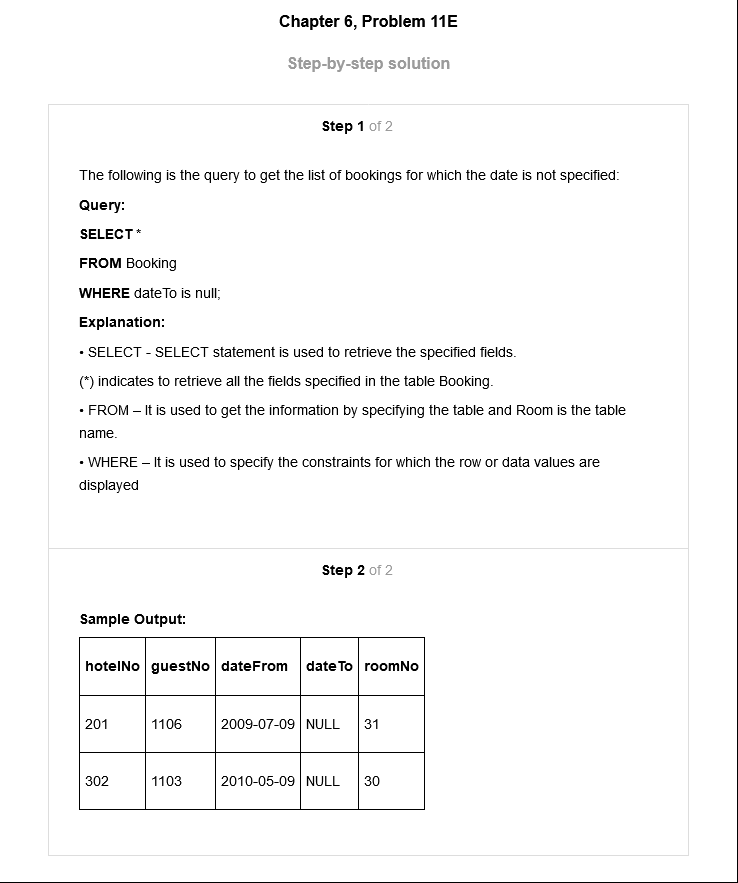 Chapter 6, Problem 11E
Step-by-step solution
Step 1 of 2
The following is the query to get the list of bookings for which the date is not specified:
Query:
SELECT *
FROM Booking
WHERE dateTo is null;
Explanation:
• SELECT - SELECT statement is used to retrieve the specified fields.
(*) indicates to retrieve all the fields specified in the table Booking.
• FROM – It is used to get the information by specifying the table and Room is the table
name.
• WHERE – It is used to specify the constraints for which the row or data values are
displayed
Step 2 of 2
Sample Output:
hotelNo guestNo dateFrom dateTo roomNo
201 1106 2009-07-09 NULL 31
302 1103 2010-05-09 NULL 30